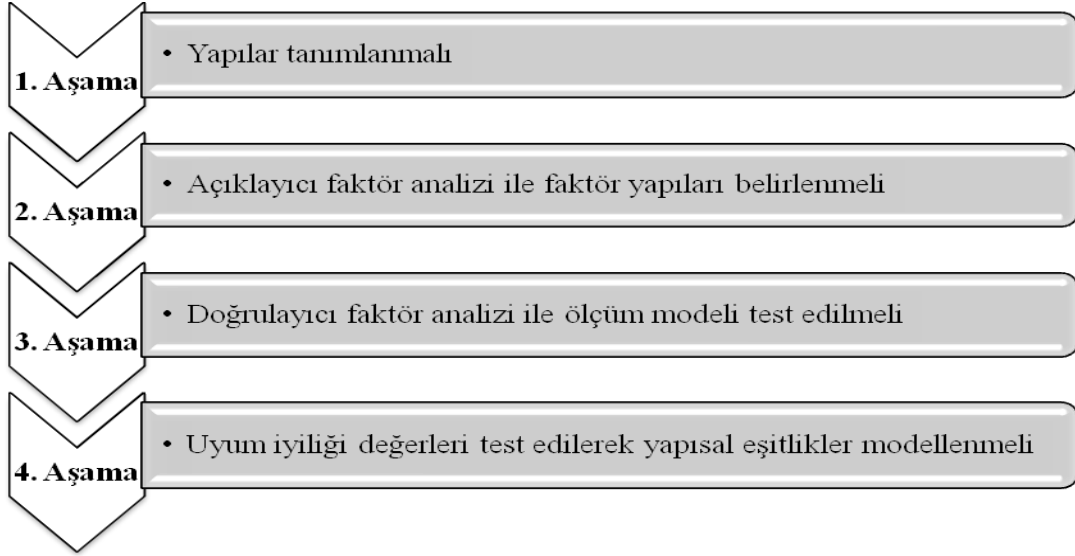 1. Aşama
• Yapılar tanımlanmalı
2. Aşama
• Açıklayıcı faktör analizi ile faktör yapıları belirlenmeli
3. Aşama
• Doğrulayıcı faktör analizi ile ölçüm modeli test edilmeli
4. Aşama
• Uyum iyiliği değerleri test edilerek yapısal eşitlikler modellenmeli